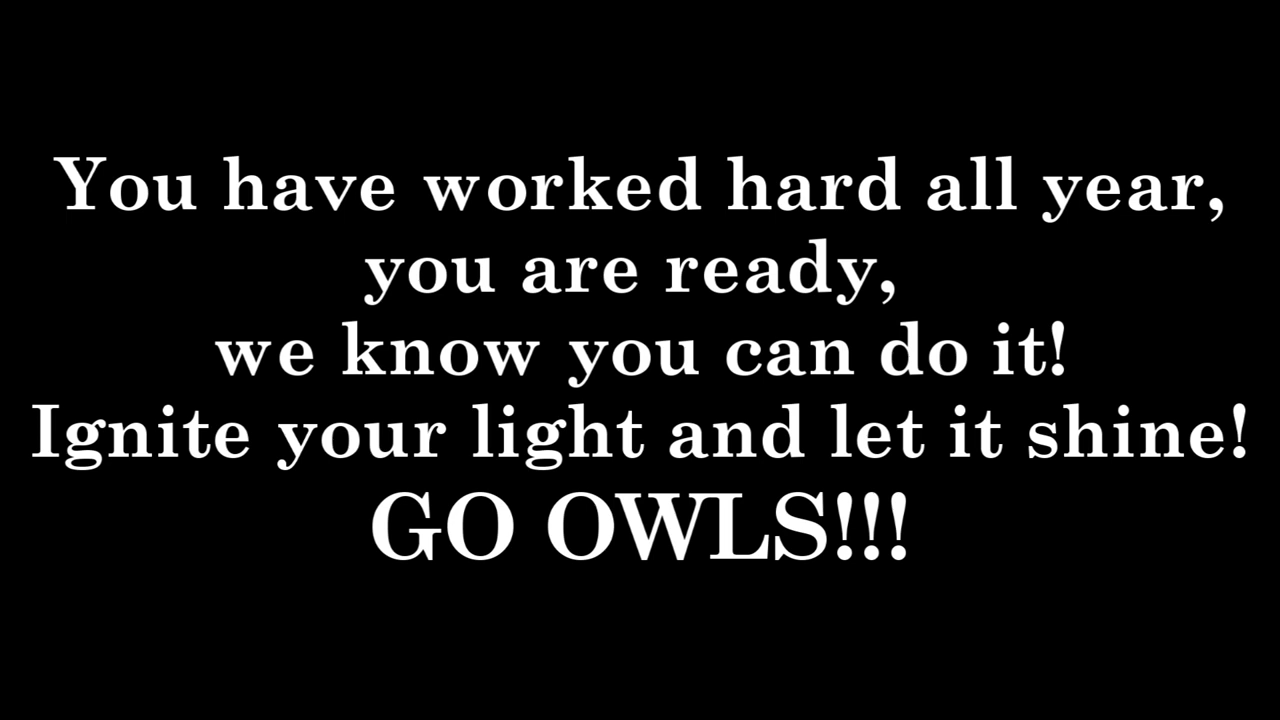 You have worked hard all year,
you are ready,
we know you can do it!
Ignite your light and let it shine!
GO OWLS!!!